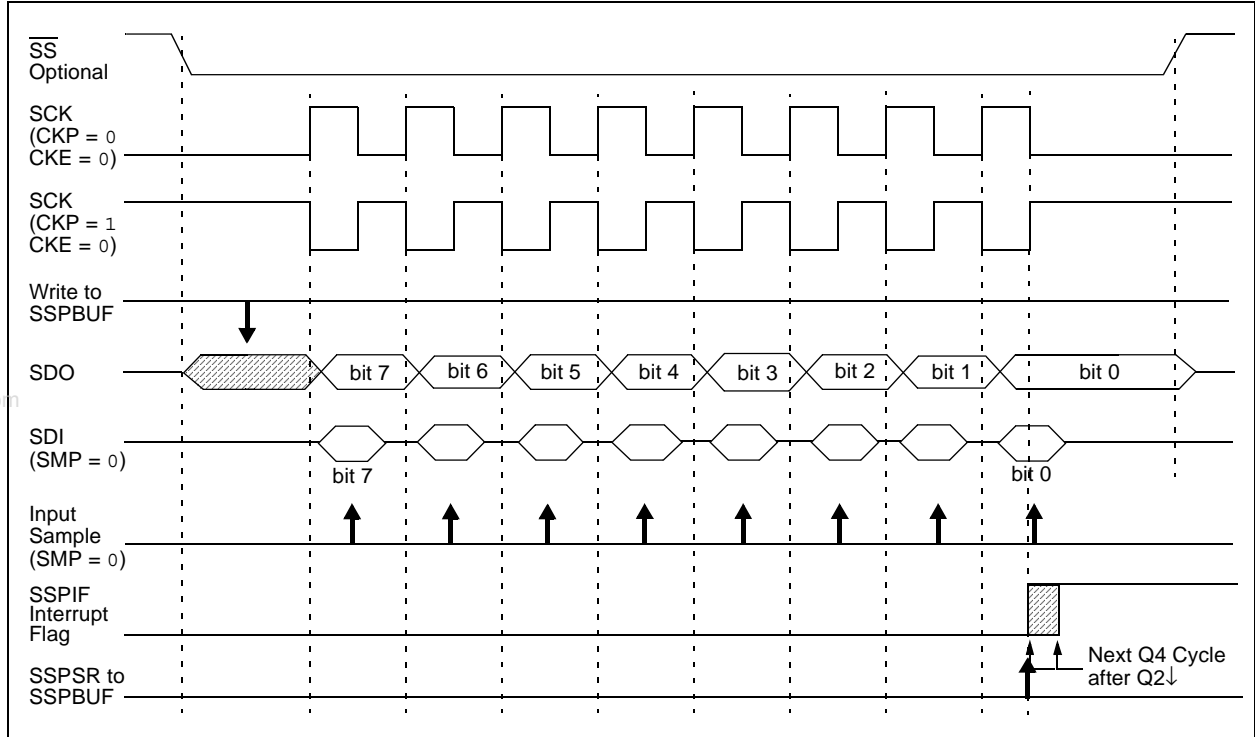 SS
Optional
SCK
(CKP = 0
CKE = 0)
SCK
(CKP = 1
CKE = 0)
Write to
SSPBUF
SDO
bit 7
bit 6
bit 5
bit 4
bit 3
bit 2
bit 1
bit 0
om
SDI
(SMP = 0)
bit 7
bit 0
Input
Sample
(SMP = 0)
SSPIF
Interrupt
Flag
Next Q4 Cycle
after Q2↓
SSPSR to
SSPBUF